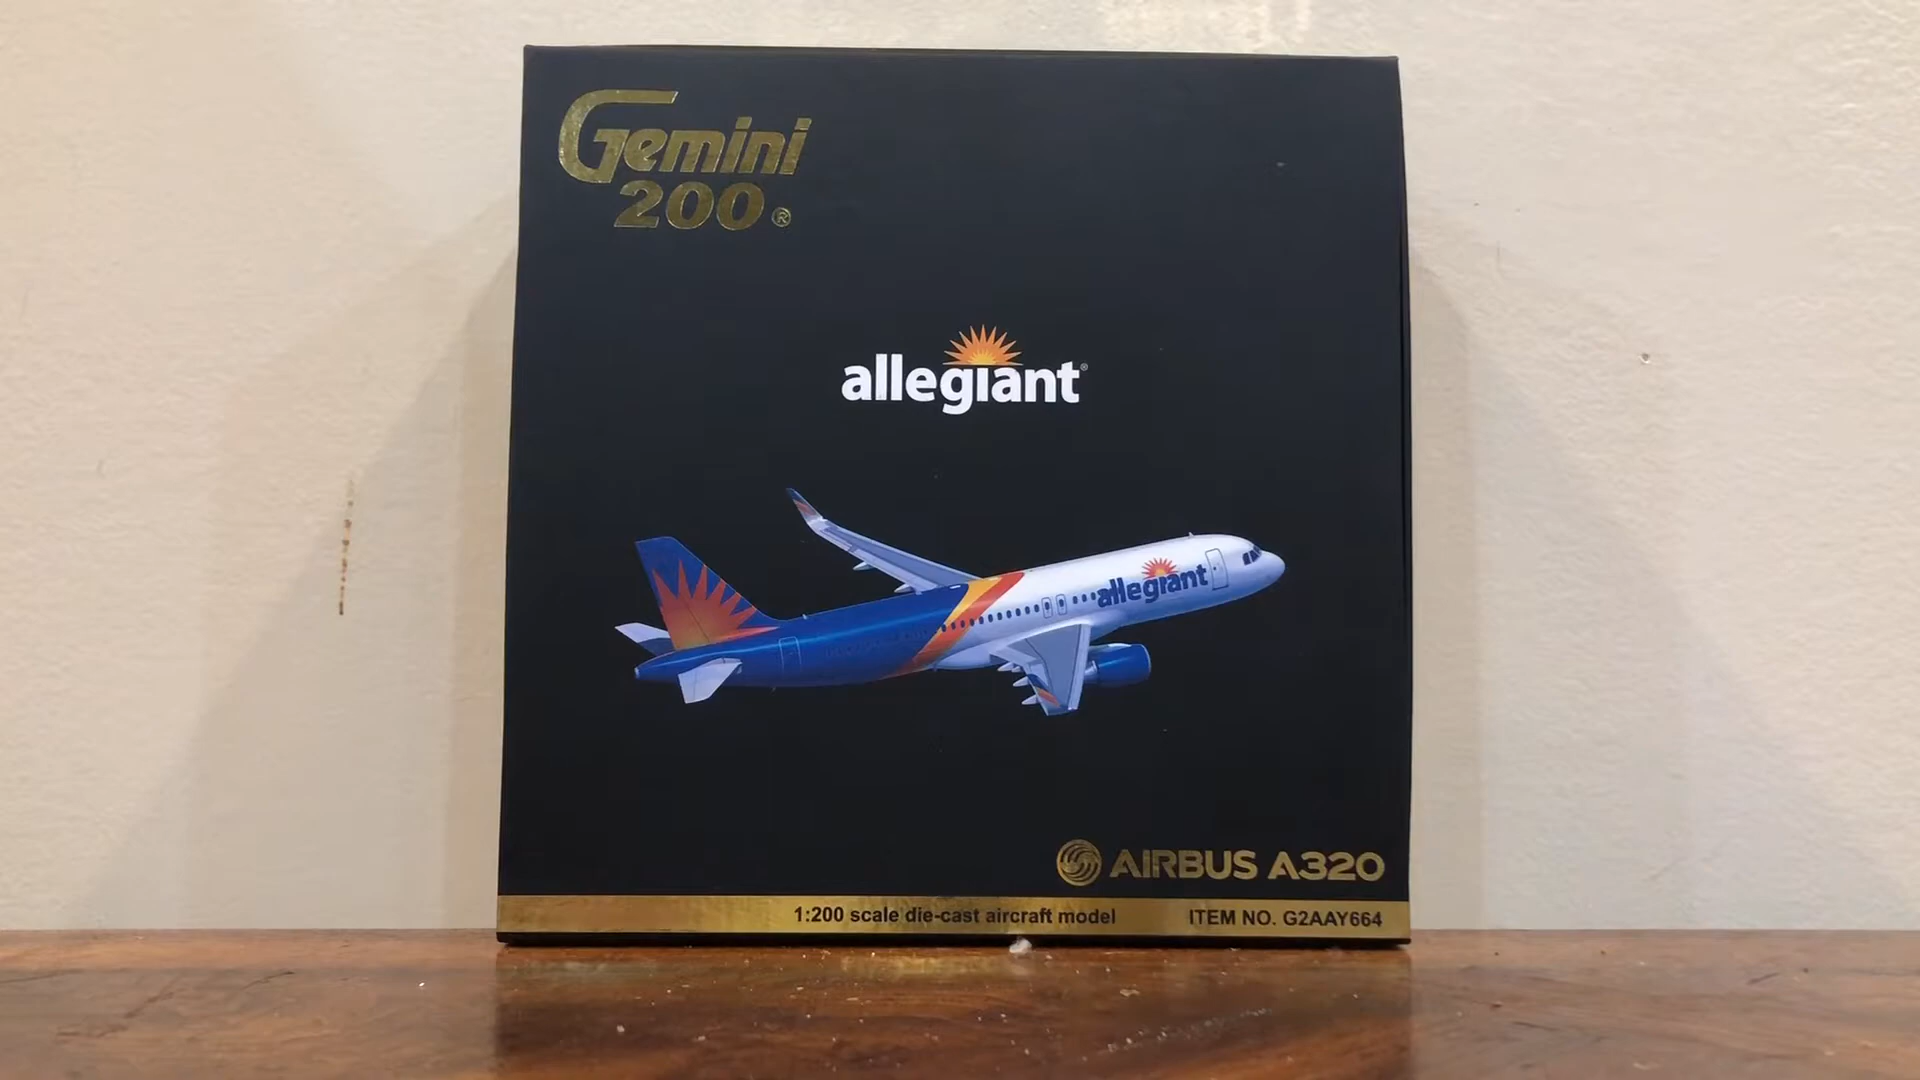 Gemini
200®
allegiant®
allegiant
AIRBUS A320
1:200 scale die-cast aircraft model
ITEM NO. G2AAY664